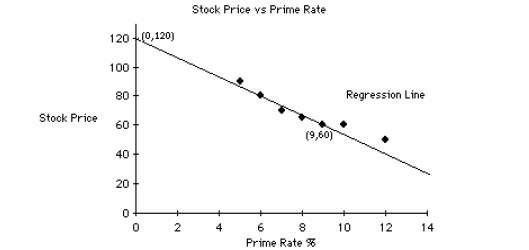 Stock Price vs Prime Rate
120
(0,120)
100
Regression Line
80
Stock Price
60
(9,60)
40
20
0
0 2 4 6 8 10 12 14
Prime Rate %